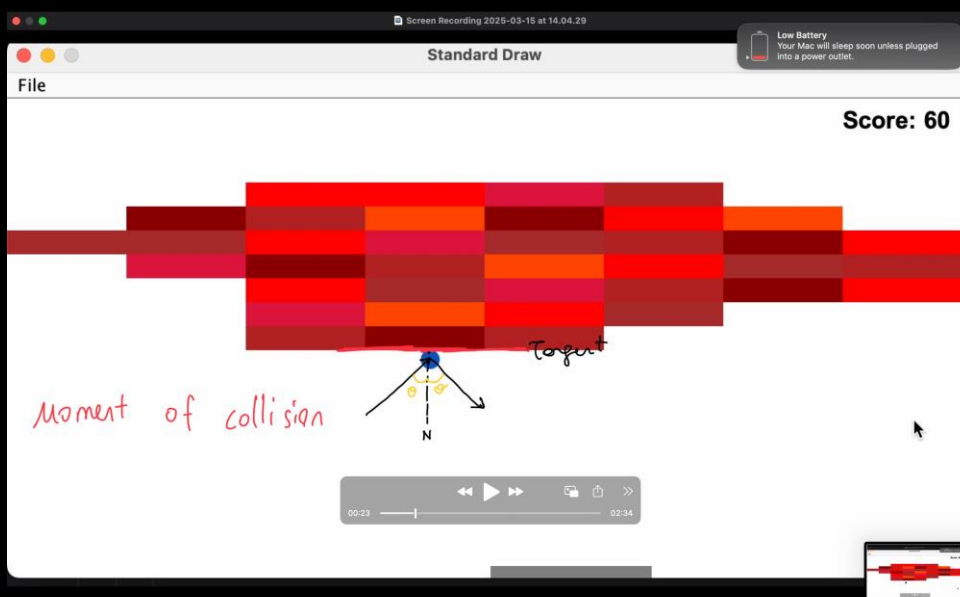 Screen Recording 2025-03-15 at 14.04.29
Low Battery
Your Mac will sleep soon unless plugged
into a power outlet.
Standard Draw
File
Score: 60
Tangent
Moment of collision
θ θ
N
00:23
02:34